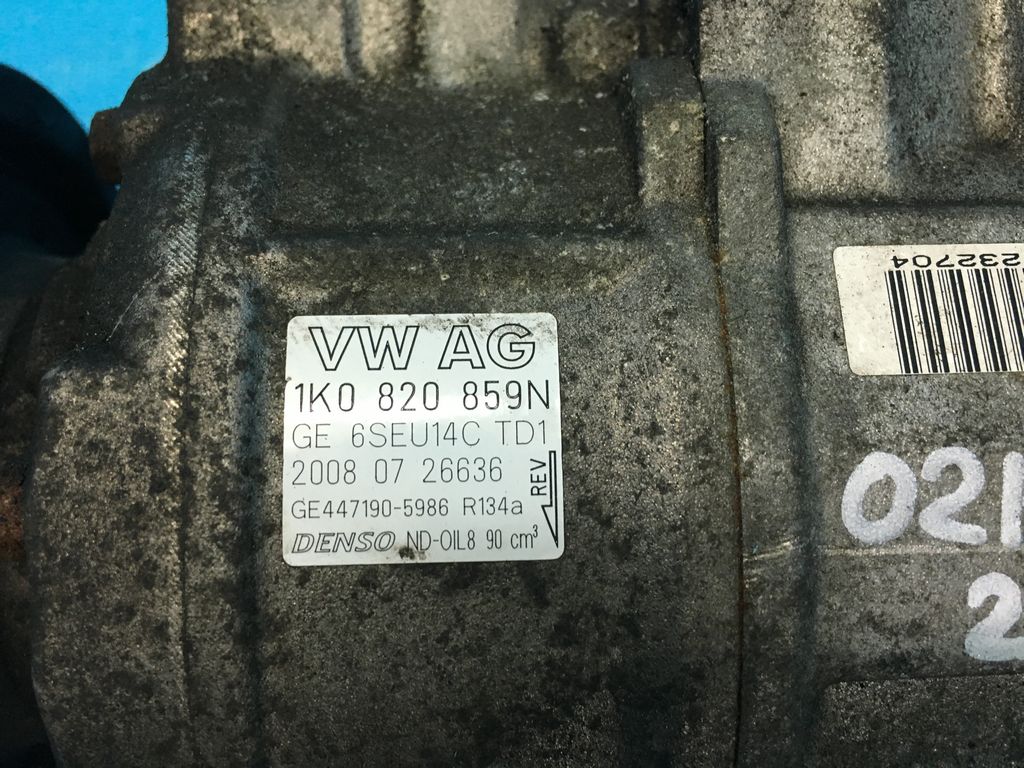 VW AG
1K0 820 859N
GE 6SEU14C TD1
2008 07 26636
REV
GE447190-5986 R134a
DENSO ND-OIL8 90 cm³
232704
021
2